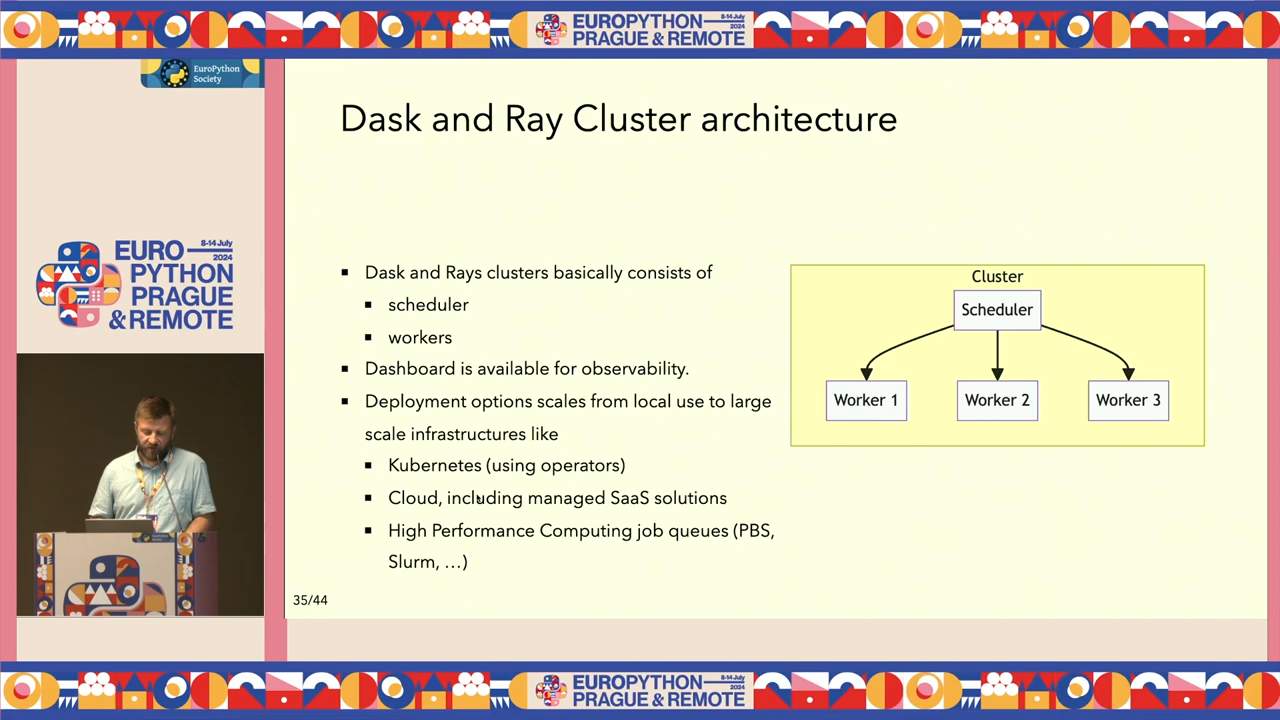 EUROPYTHON
8-14 July
2024
PRAGUE & REMOTE
EuroPython
Society
EURO
8-14 July
2024
PYTHON
PRAGUE
& REMOTE
Dask and Ray Cluster architecture
Dask and Rays clusters basically consists of
scheduler
workers
Dashboard is available for observability.
Deployment options scales from local use to large
scale infrastructures like
Kubernetes (using operators)
Cloud, including managed SaaS solutions
High Performance Computing job queues (PBS,
Slurm, …)
Cluster
Scheduler
Worker 1
Worker 2
Worker 3
35/44
EUROPYTHON
8-14 July
2024
PRAGUE & REMOTE